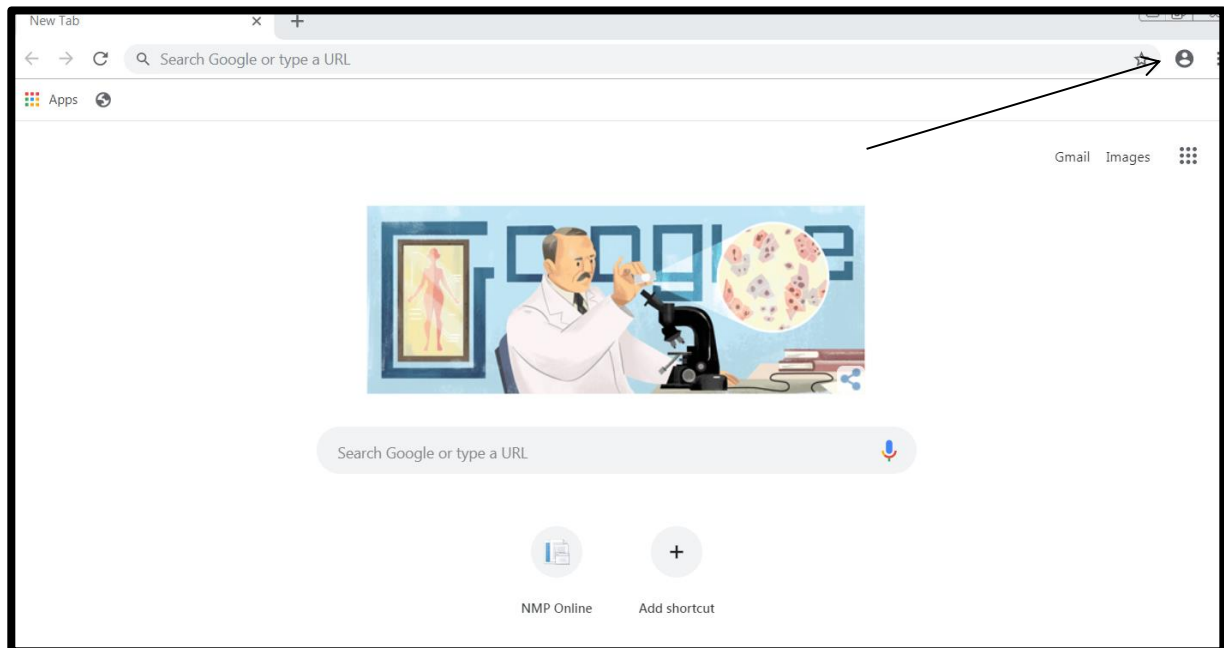 New Tab
Search Google or type a URL
Apps
Gmail Images
Google
Search Google or type a URL
NMP Online Add shortcut